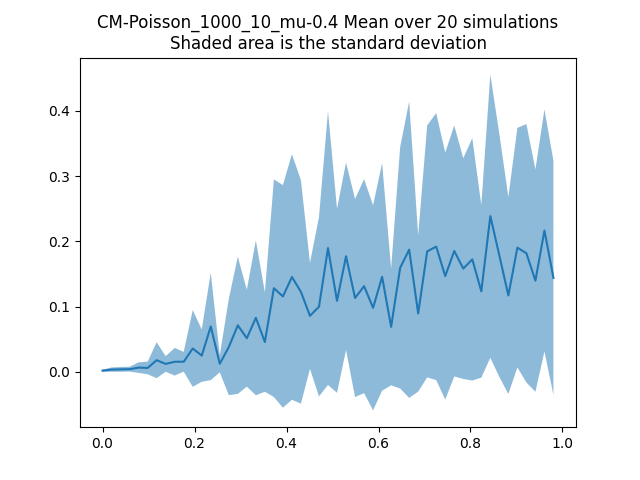 CM-Poisson_1000_10_mu-0.4 Mean over 20 simulations
Shaded area is the standard deviation
0.4
0.3
0.2
0.1
0.0
0.0 0.2 0.4 0.6 0.8 1.0